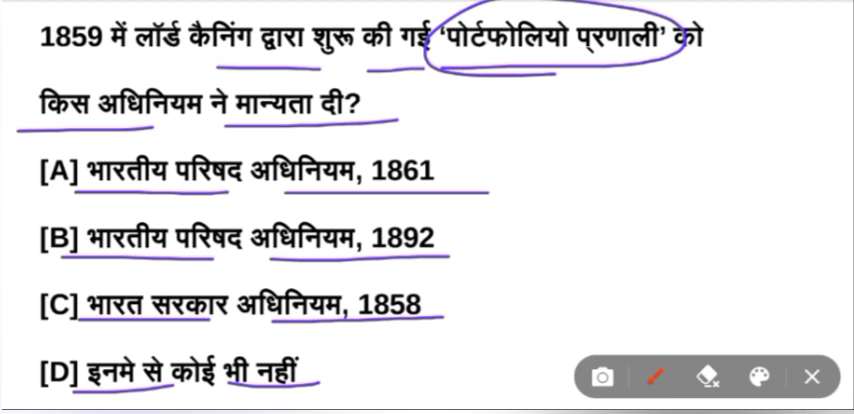 1859 में लॉर्ड कैनिंग द्वारा शुरू की गई ‘पोर्टफोलियो प्रणाली’ को
किस अधिनियम ने मान्यता दी?
[A] भारतीय परिषद अधिनियम, 1861
[B] भारतीय परिषद अधिनियम, 1892
[C] भारत सरकार अधिनियम, 1858
[D] इनमे से कोई भी नहीं